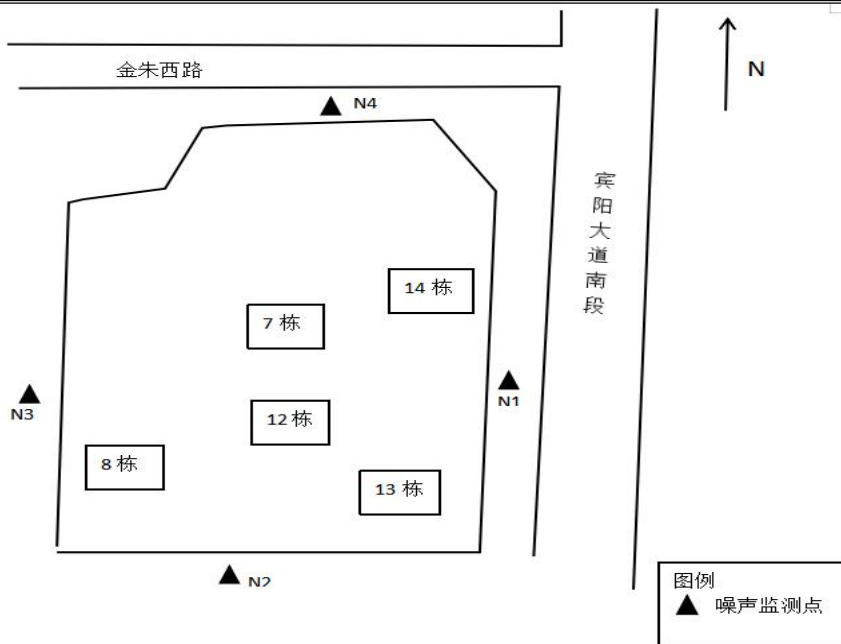 金朱西路
N4
N
宾阳大道南段
14 栋
7 栋
N3
N1
12 栋
8 栋
13 栋
N2
图例
噪声监测点